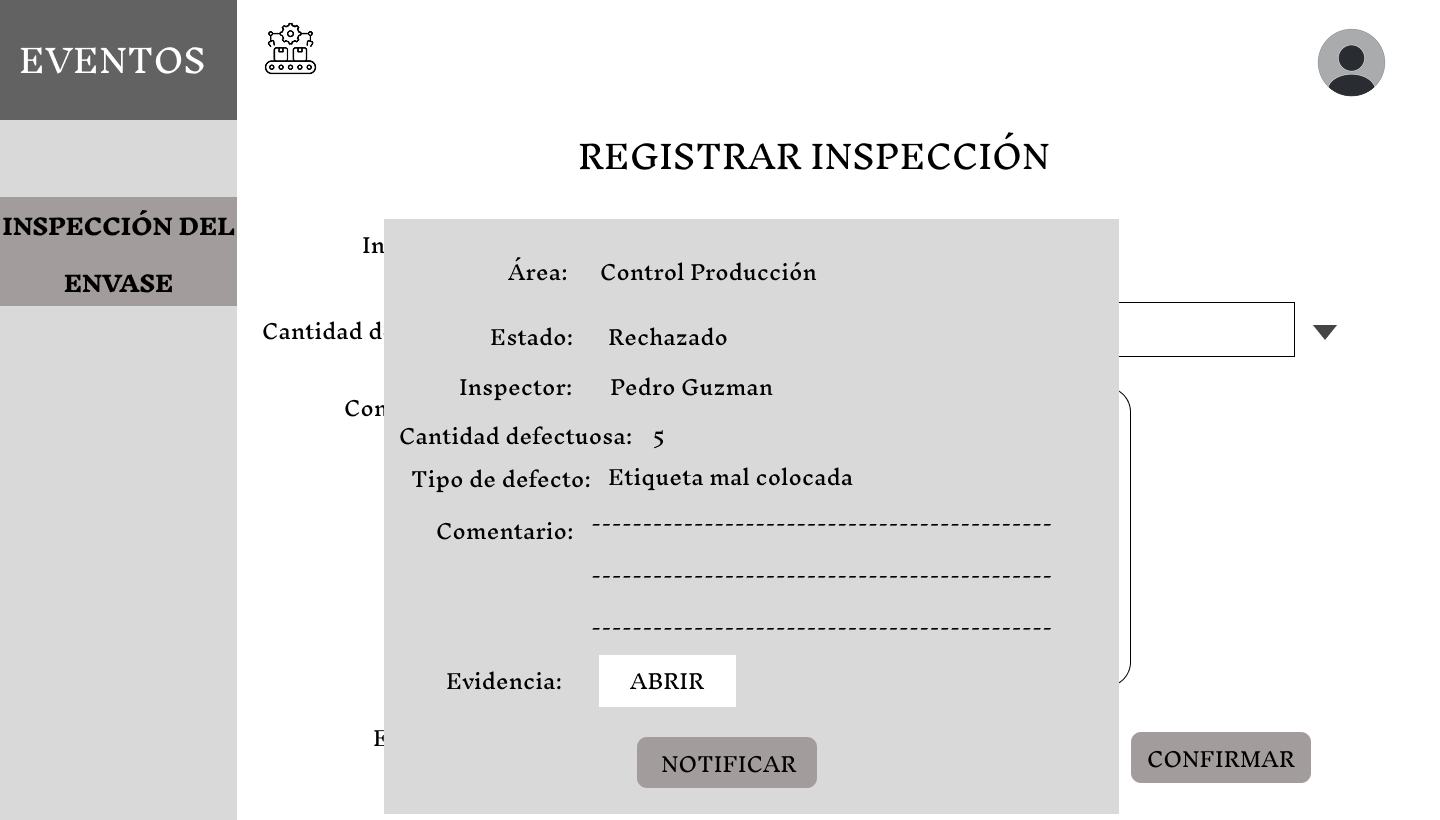 EVENTOS
REGISTRAR INSPECCIÓN
INSPECCIÓN DEL
ENVASE
In
Área: Control Producción
Cantidad d
Estado: Rechazado
Inspector: Pedro Guzman
Con
Cantidad defectuosa: 5
Tipo de defecto: Etiqueta mal colocada
Comentario: ---------------------------------------------
---------------------------------------------
---------------------------------------------
Evidencia: ABRIR
E
NOTIFICAR
CONFIRMAR